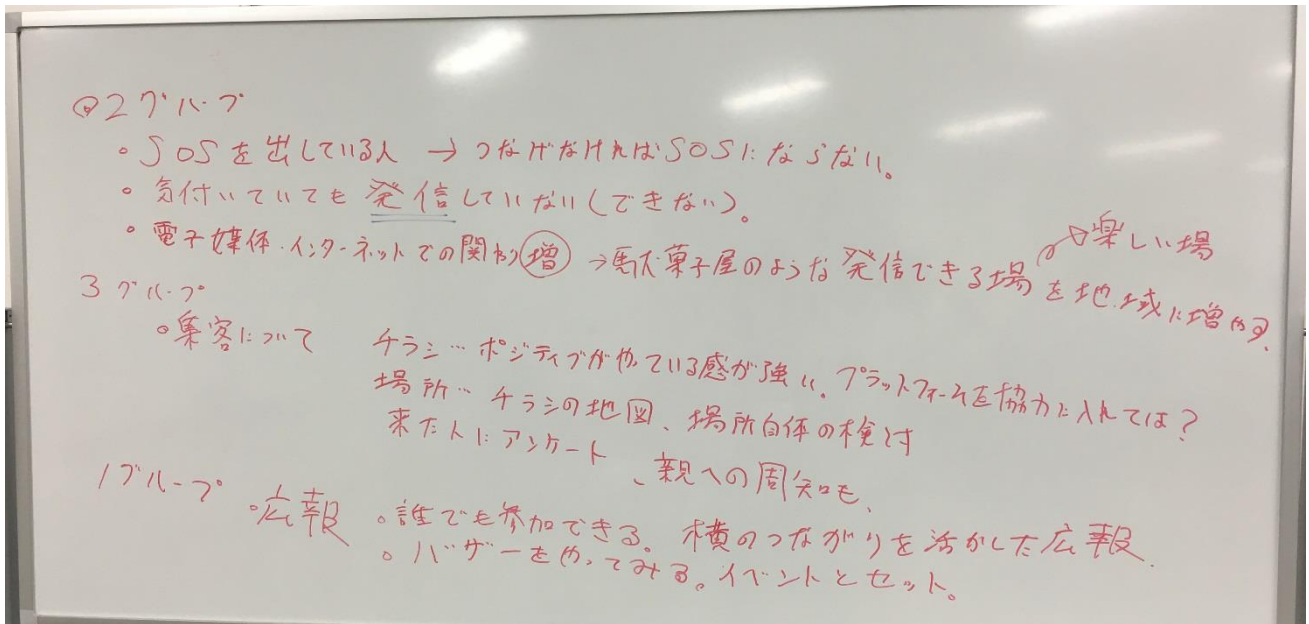 ◎2グループ
・SOSを出している人 → つなげなければSOSにならない。
・気付いていても発信していない(できない)。
・電子媒体・インターネットでの関わり増 → 駄菓子屋のような発信できる場を地域に増やす。
楽しい場
3グループ
・集客について チラシ…ポジティブがやっている感が強い。プラットフォームを協力に入れては?
場所…チラシの地図、場所自体の検討
来た人にアンケート、親への周知も、
1グループ
・広報 ・誰でも参加できる。横のつながりを活かした広報.
・バザーをやってみる。イベントとセット。